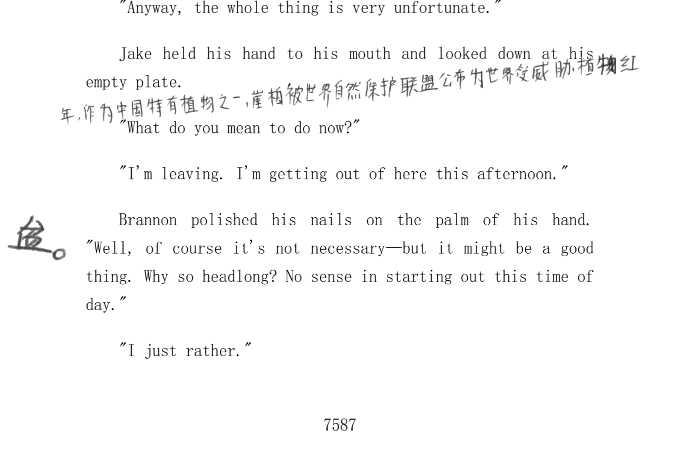 "Anyway, the whole thing is very unfortunate."
Jake held his hand to his mouth and looked down at his
empty plate.
年,作为中国特有植物之一,崖柏被世界自然保护联盟公布为世界受威胁植物红
"What do you mean to do now?"
"I'm leaving. I'm getting out of here this afternoon."
Brannon polished his nails on the palm of his hand.
"Well, of course it's not necessary—but it might be a good
thing. Why so headlong? No sense in starting out this time of
day."
"I just rather."
7587